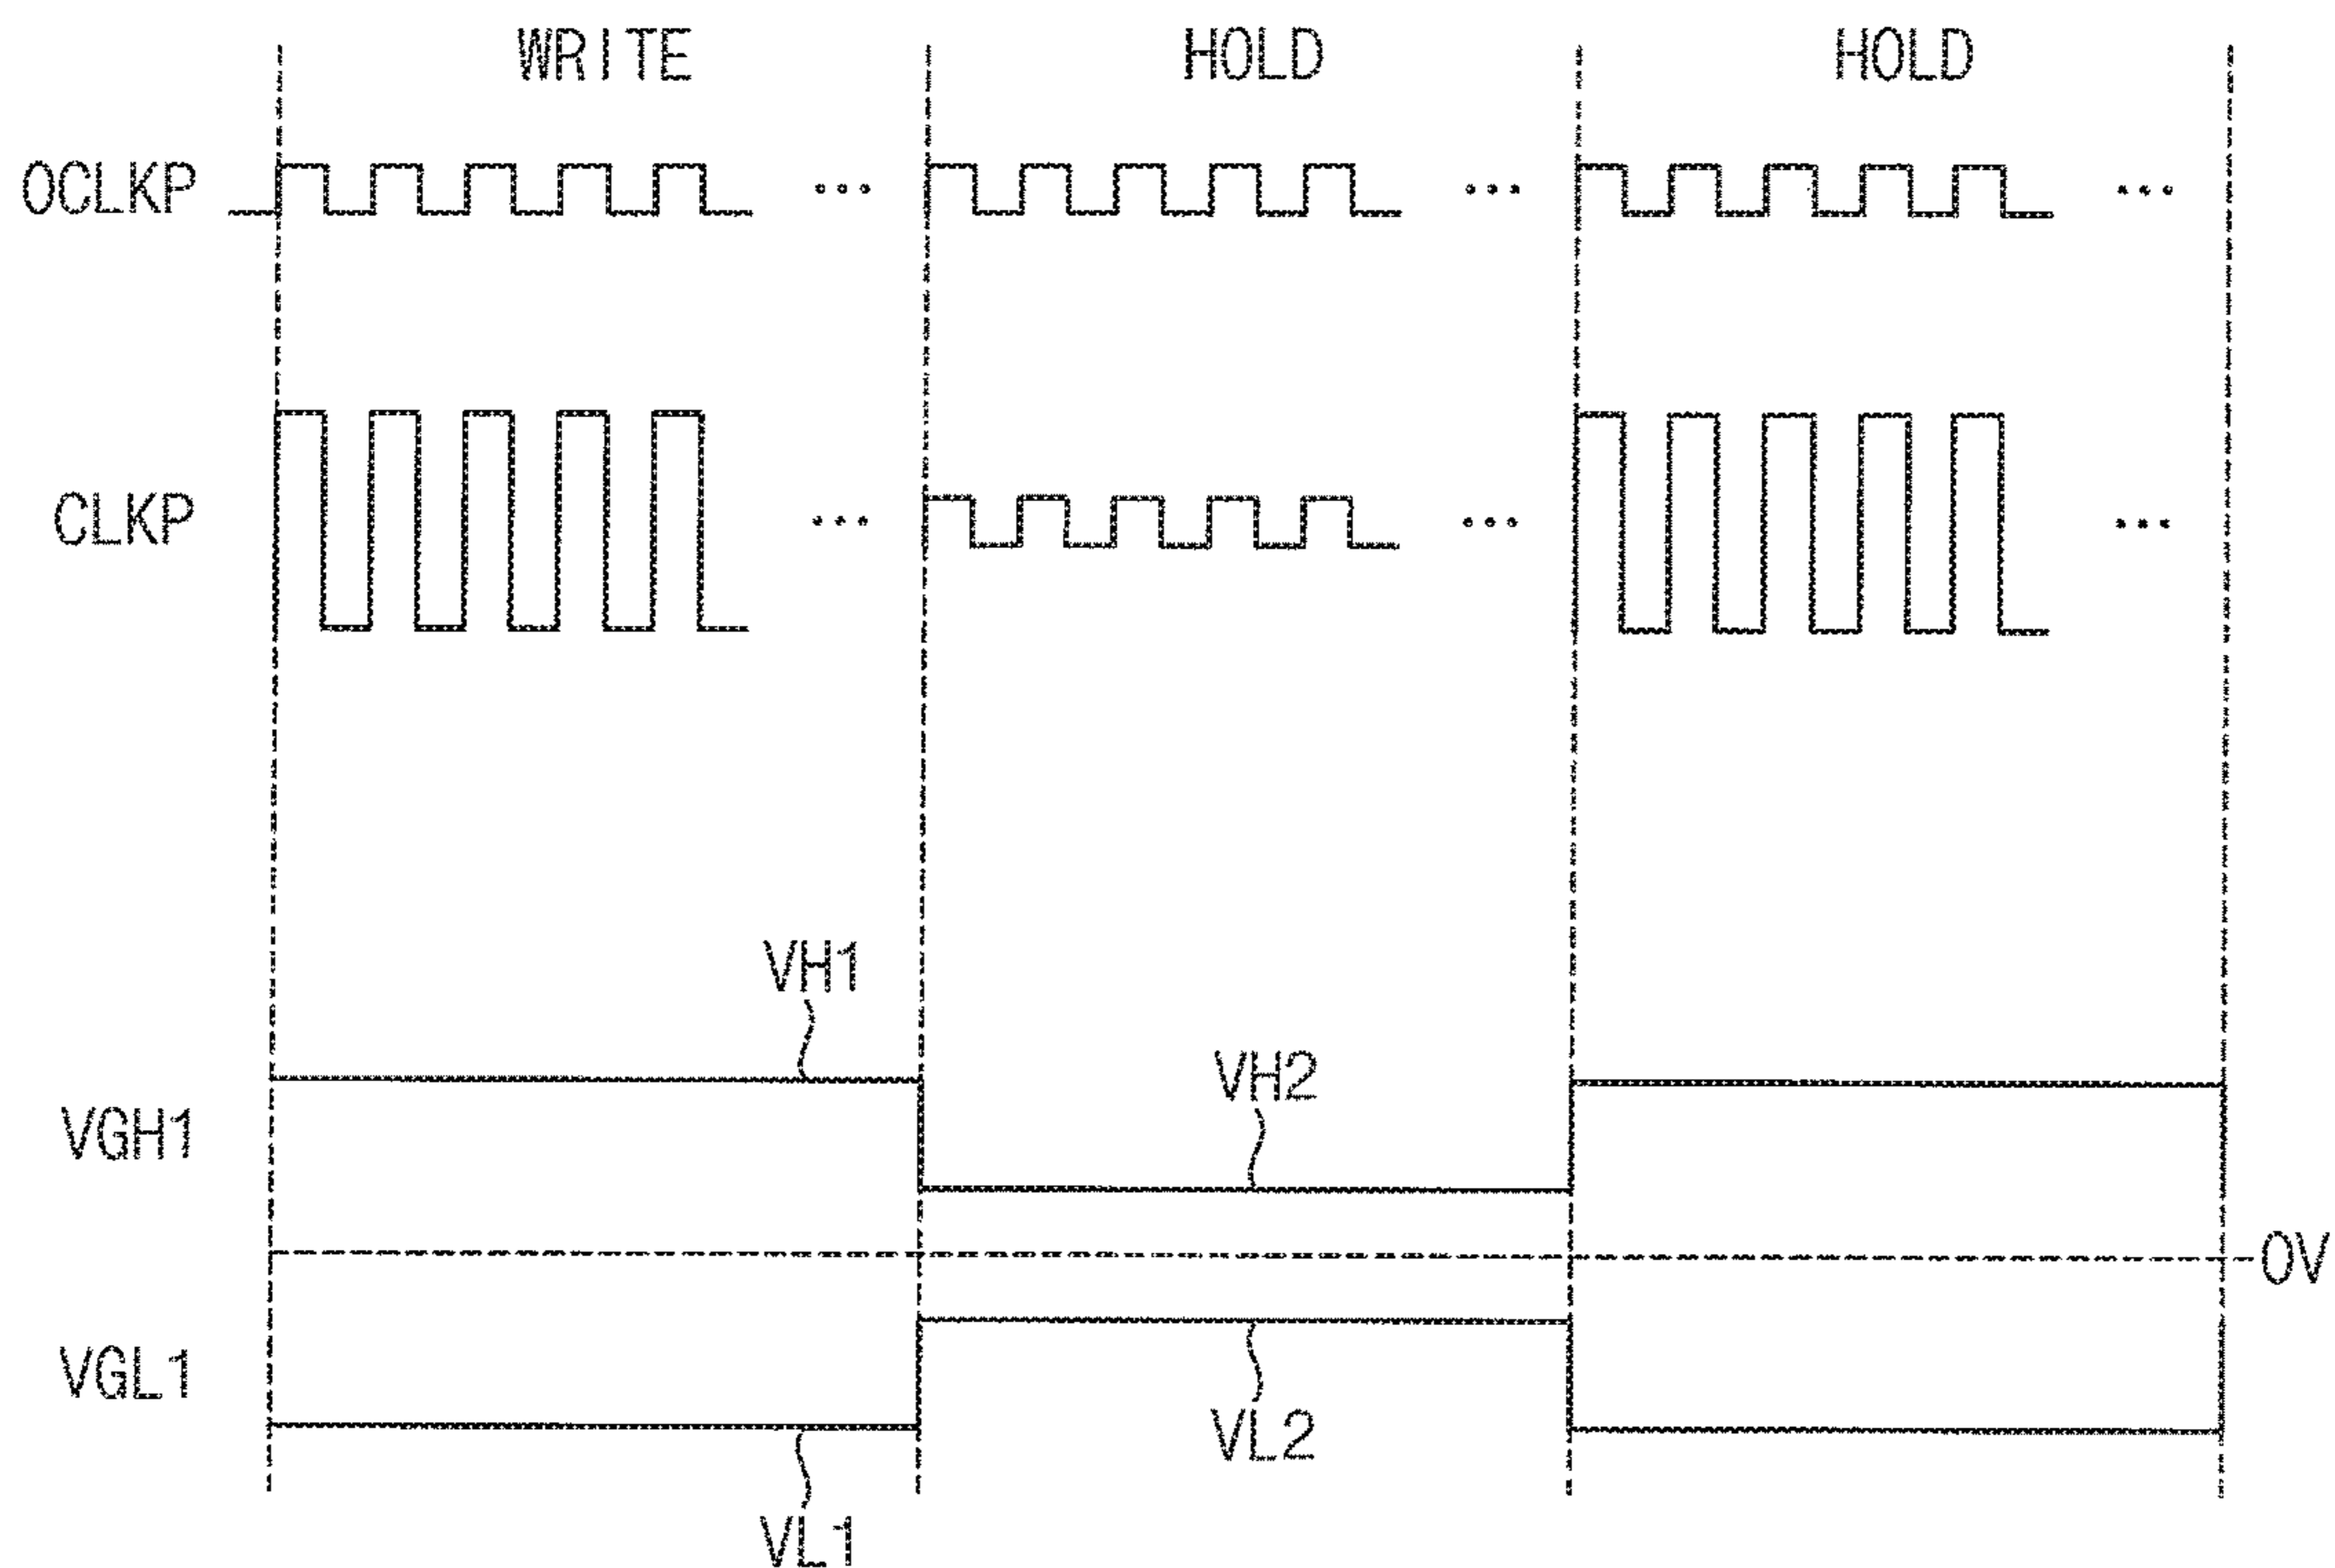 WRITE HOLD HOLD
OCLKP ... ... ...
CLKP ... ... ...
VH1
VH2
VGH1
0V
VGL1
VL2
VL1